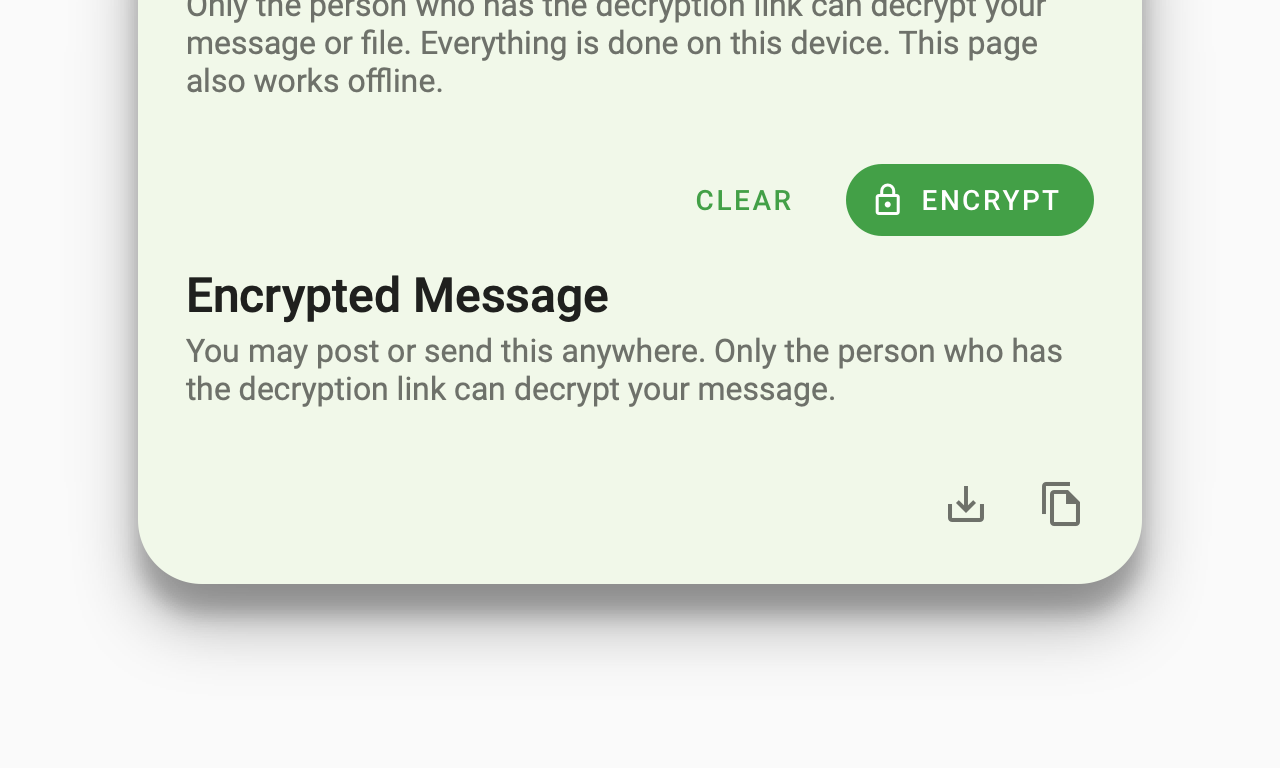 Only the person who has the decryption link can decrypt your
message or file. Everything is done on this device. This page
also works offline.
CLEAR
ENCRYPT
Encrypted Message
You may post or send this anywhere. Only the person who has
the decryption link can decrypt your message.